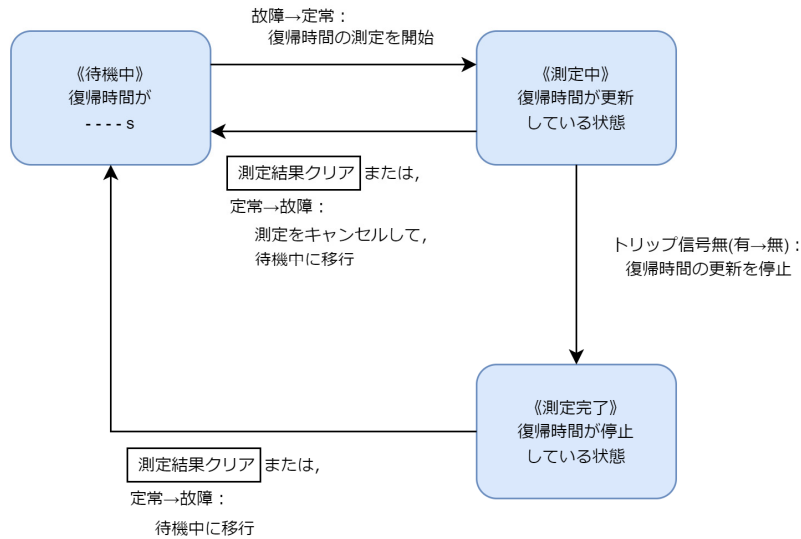 故障→定常：
復帰時間の測定を開始
《待機中》
復帰時間が
- - - - s
《測定中》
復帰時間が更新
している状態
測定結果クリア または,
定常→故障：
測定をキャンセルして,
待機中に移行
トリップ信号無(有→無)：
復帰時間の更新を停止
《測定完了》
復帰時間が停止
している状態
測定結果クリア または,
定常→故障：
待機中に移行